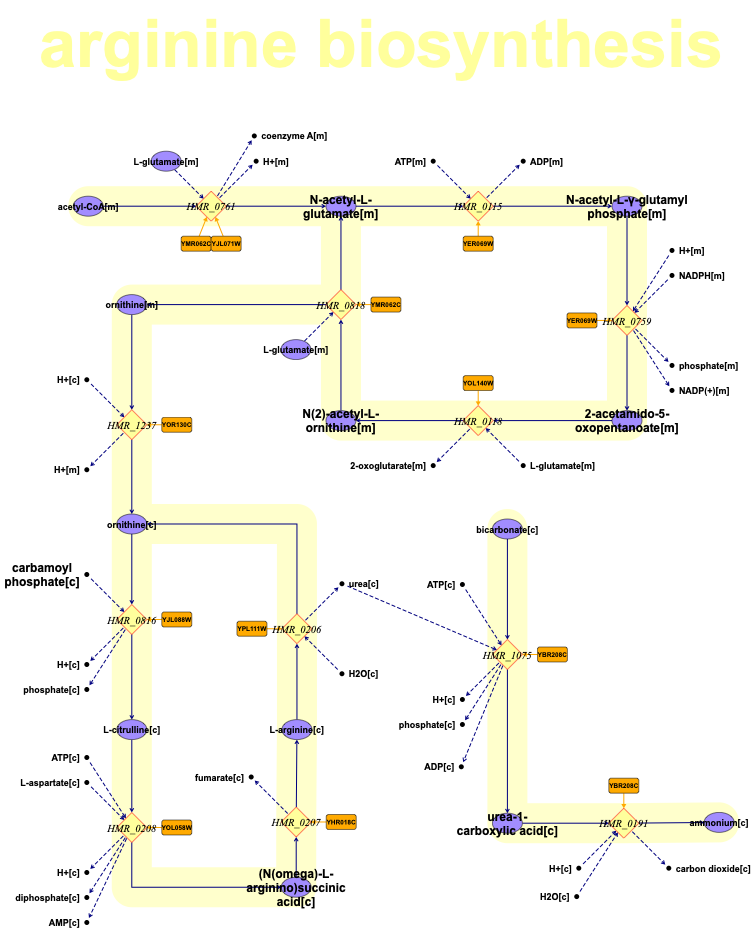 arginine biosynthesis
coenzyme A[m]
L-glutamate[m]
H+[m]
ATP[m]
ADP[m]
acetyl-CoA[m]
HMR_0761
N-acetyl-L-
glutamate[m]
HMR_0115
N-acetyl-L-γ-glutamyl
phosphate[m]
YMR062C
YJL071W
YER069W
H+[m]
NADPH[m]
ornithine[m]
HMR_0818
YMR062C
YER069W
HMR_0759
L-glutamate[m]
phosphate[m]
H+[c]
YOL140W
NADP(+)[m]
HMR_1237
YOR130C
N(2)-acetyl-L-
ornithine[m]
HMR_0118
2-acetamido-5-
oxopentanoate[m]
H+[m]
2-oxoglutarate[m]
L-glutamate[m]
ornithine[c]
bicarbonate[c]
carbamoyl
phosphate[c]
urea[c]
ATP[c]
HMR_0816
YJL088W
YPL111W
HMR_0206
HMR_1075
YBR208C
H+[c]
H2O[c]
phosphate[c]
H+[c]
phosphate[c]
L-citrulline[c]
L-arginine[c]
ATP[c]
fumarate[c]
ADP[c]
L-aspartate[c]
YBR208C
HMR_0208
YOL058W
HMR_0207
YHR018C
urea-1-
carboxylic acid[c]
HMR_0191
ammonium[c]
H+[c]
H+[c]
carbon dioxide[c]
diphosphate[c]
(N(omega)-L-
arginino)succinic
acid[c]
H2O[c]
AMP[c]